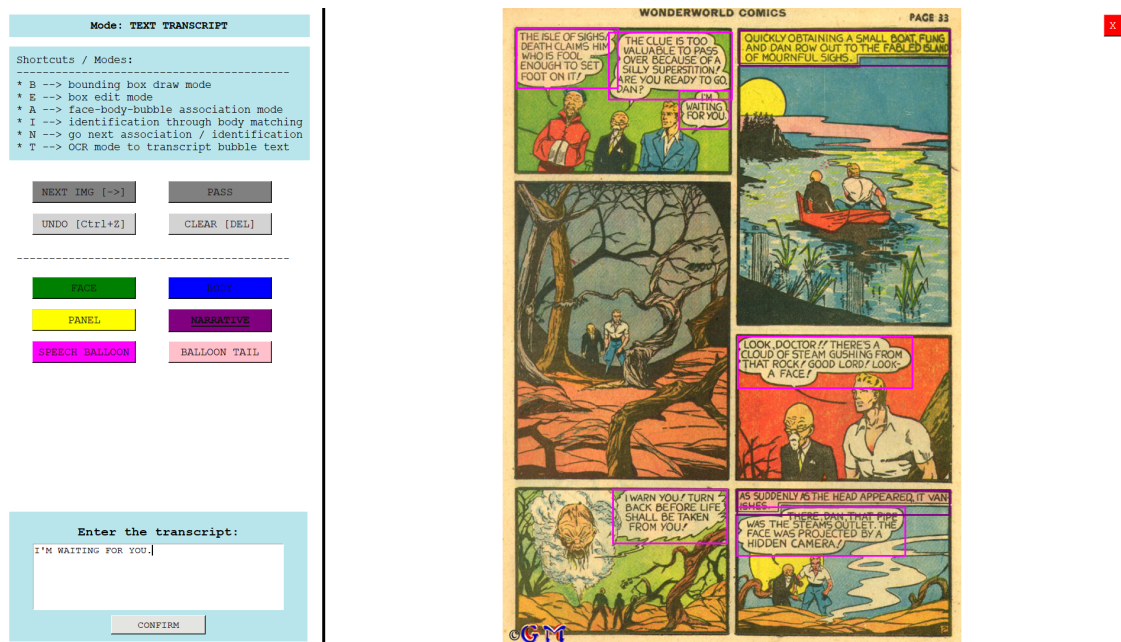 Mode: TEXT TRANSCRIPT
Shortcuts / Modes:
------------------------------------------
* B --> bounding box draw mode
* E --> box edit mode
* A --> face-body-bubble association mode
* I --> identification through body matching
* N --> go next association / identification
* T --> OCR mode to transcript bubble text
NEXT IMG [->]
PASS
UNDO [Ctrl+Z]
CLEAR [DEL]
------------------------------------------
FACE
BODY
PANEL
NARRATIVE
SPEECH BALLOON
BALLOON TAIL
Enter the transcript:
I'M WAITING FOR YOU.
CONFIRM
X
WONDERWORLD COMICS
PAGE 33
THE ISLE OF SIGHS!
DEATH CLAIMS HIM
WHO IS FOOL
ENOUGH TO SET
FOOT ON IT!
THE CLUE IS TOO
VALUABLE TO PASS
OVER BECAUSE OF A
SILLY SUPERSTITION!
ARE YOU READY TO GO,
DAN?
I'M
WAITING
FOR YOU.
QUICKLY OBTAINING A SMALL BOAT, FUNG
AND DAN ROW OUT TO THE FABLED ISLAND
OF MOURNFUL SIGHS.
LOOK, DOCTOR!! THERE'S A
CLOUD OF STEAM GUSHING FROM
THAT ROCK! GOOD LORD! LOOK-
A FACE!
I WARN YOU! TURN
BACK BEFORE LIFE
SHALL BE TAKEN
FROM YOU!
AS SUDDENLY AS THE HEAD APPEARED, IT VAN-
ISHES.
THERE, DAN. THAT PIPE
WAS THE STEAMS OUTLET. THE
FACE WAS PROJECTED BY A
HIDDEN CAMERA!
©GM